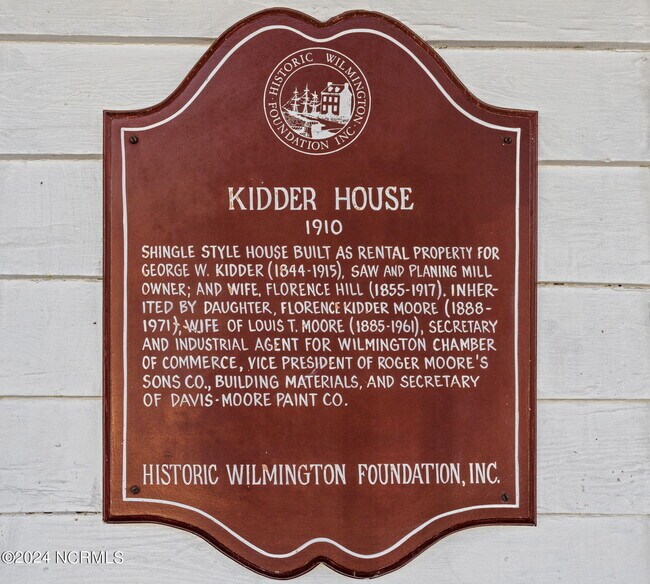 HISTORIC WILMINGTON
FOUNDATION INC.
KIDDER HOUSE
1910
SHINGLE STYLE HOUSE BUILT AS RENTAL PROPERTY FOR
GEORGE W. KIDDER (1844-1915), SAW AND PLANING MILL
OWNER; AND WIFE, FLORENCE HILL (1855-1917). INHER-
ITED BY DAUGHTER, FLORENCE KIDDER MOORE (1888-
1971), WIFE OF LOUIS T. MOORE (1885-1961), SECRETARY
AND INDUSTRIAL AGENT FOR WILMINGTON CHAMBER
OF COMMERCE, VICE PRESIDENT OF ROGER MOORE'S
SONS CO., BUILDING MATERIALS, AND SECRETARY
OF DAVIS-MOORE PAINT CO.
HISTORIC WILMINGTON FOUNDATION, INC.
©2024 NCRMLS